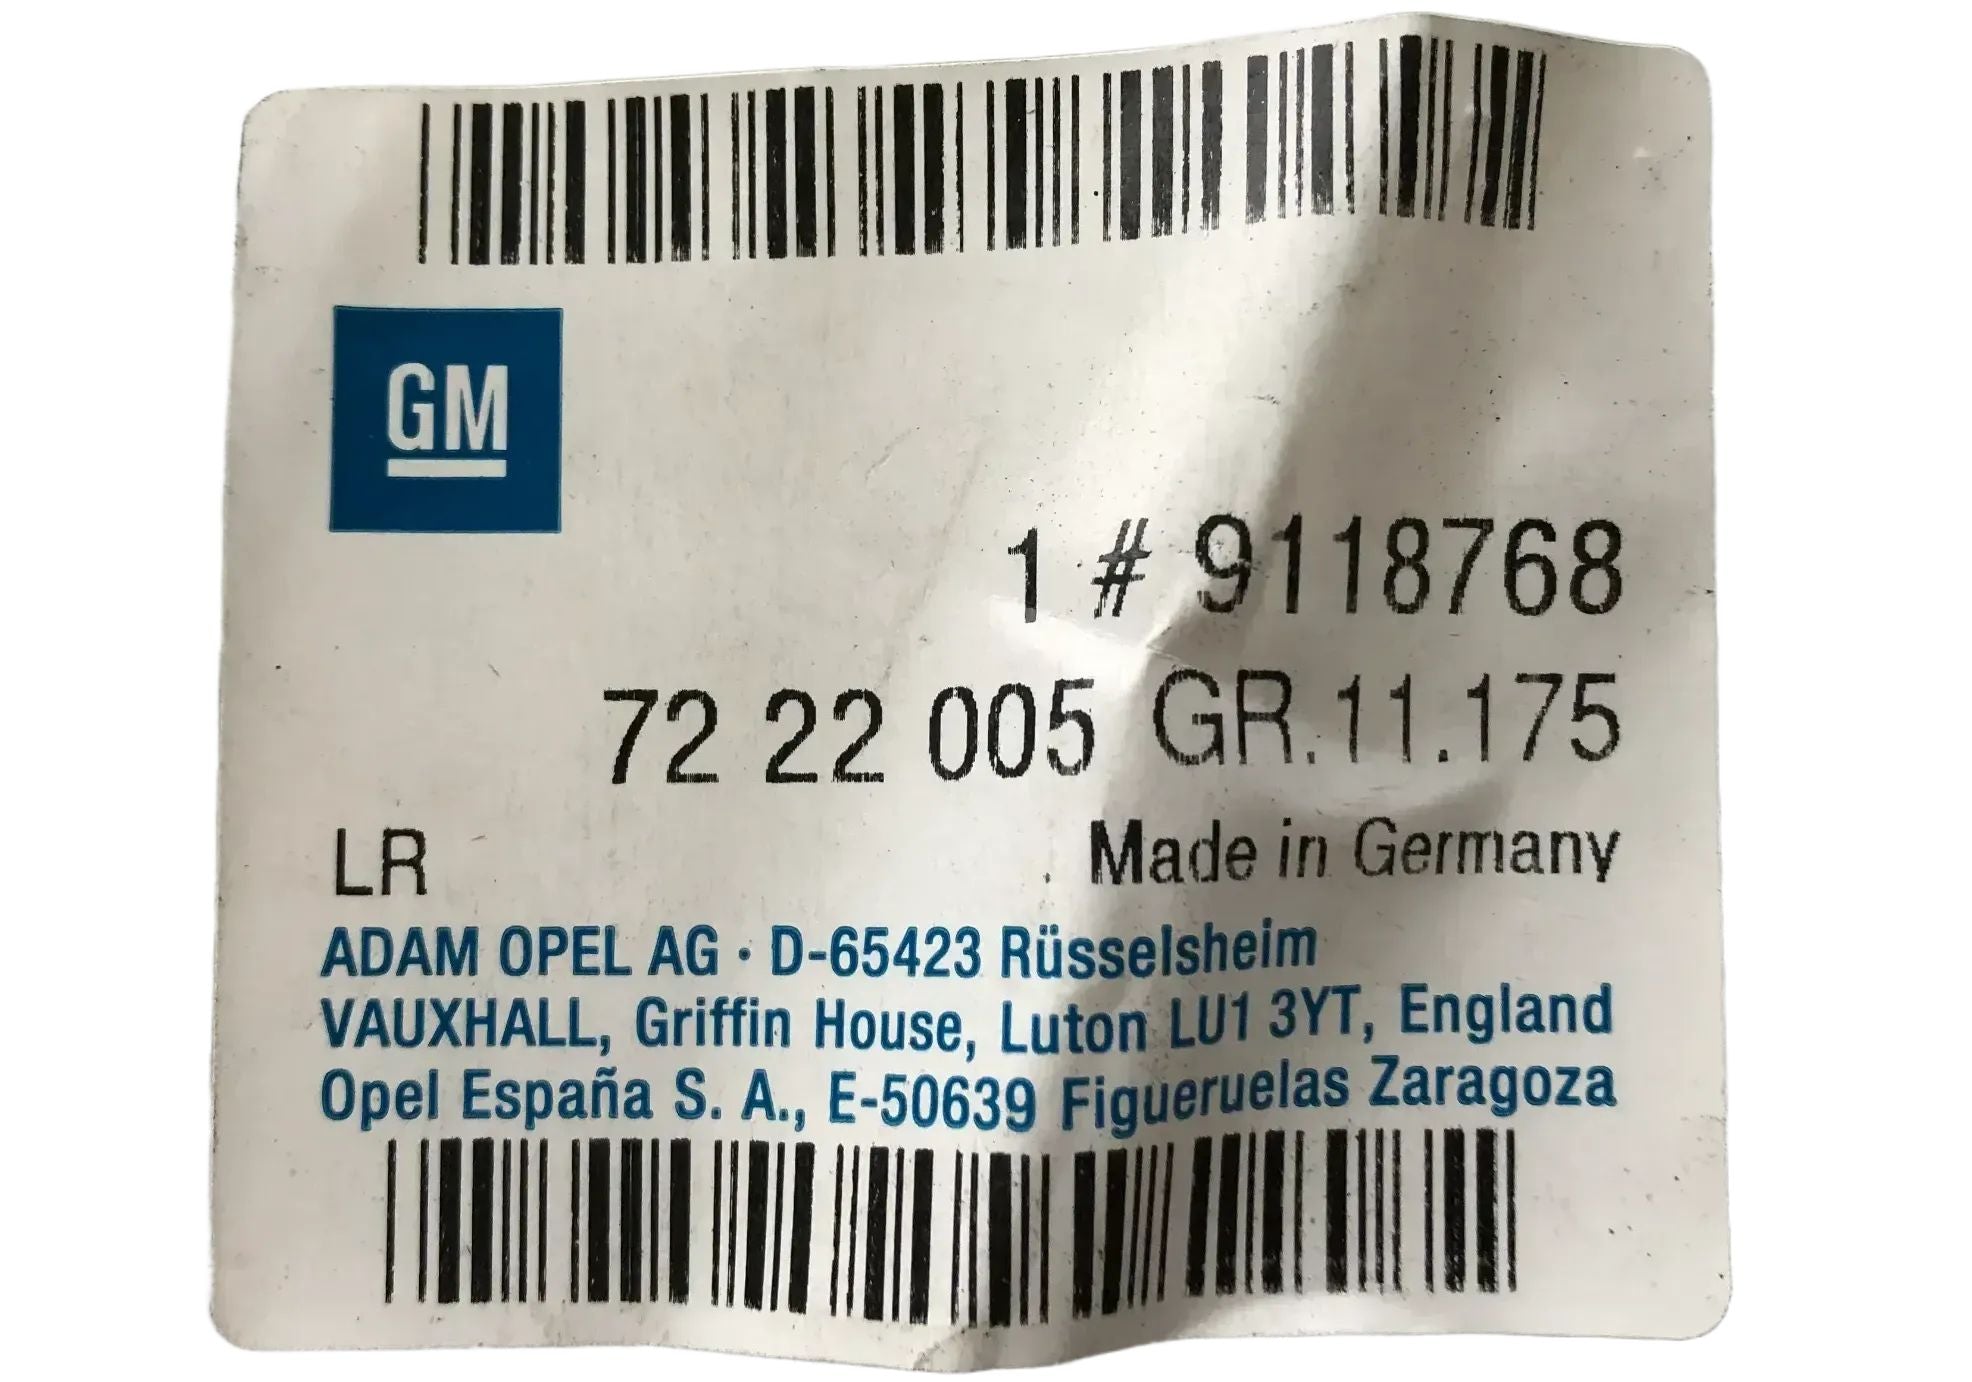 GM
1 # 9118768
72 22 005 GR.11.175
LR Made in Germany
ADAM OPEL AG · D-65423 Rüsselsheim
VAUXHALL, Griffin House, Luton LU1 3YT, England
Opel España S. A., E-50639 Figueruelas Zaragoza